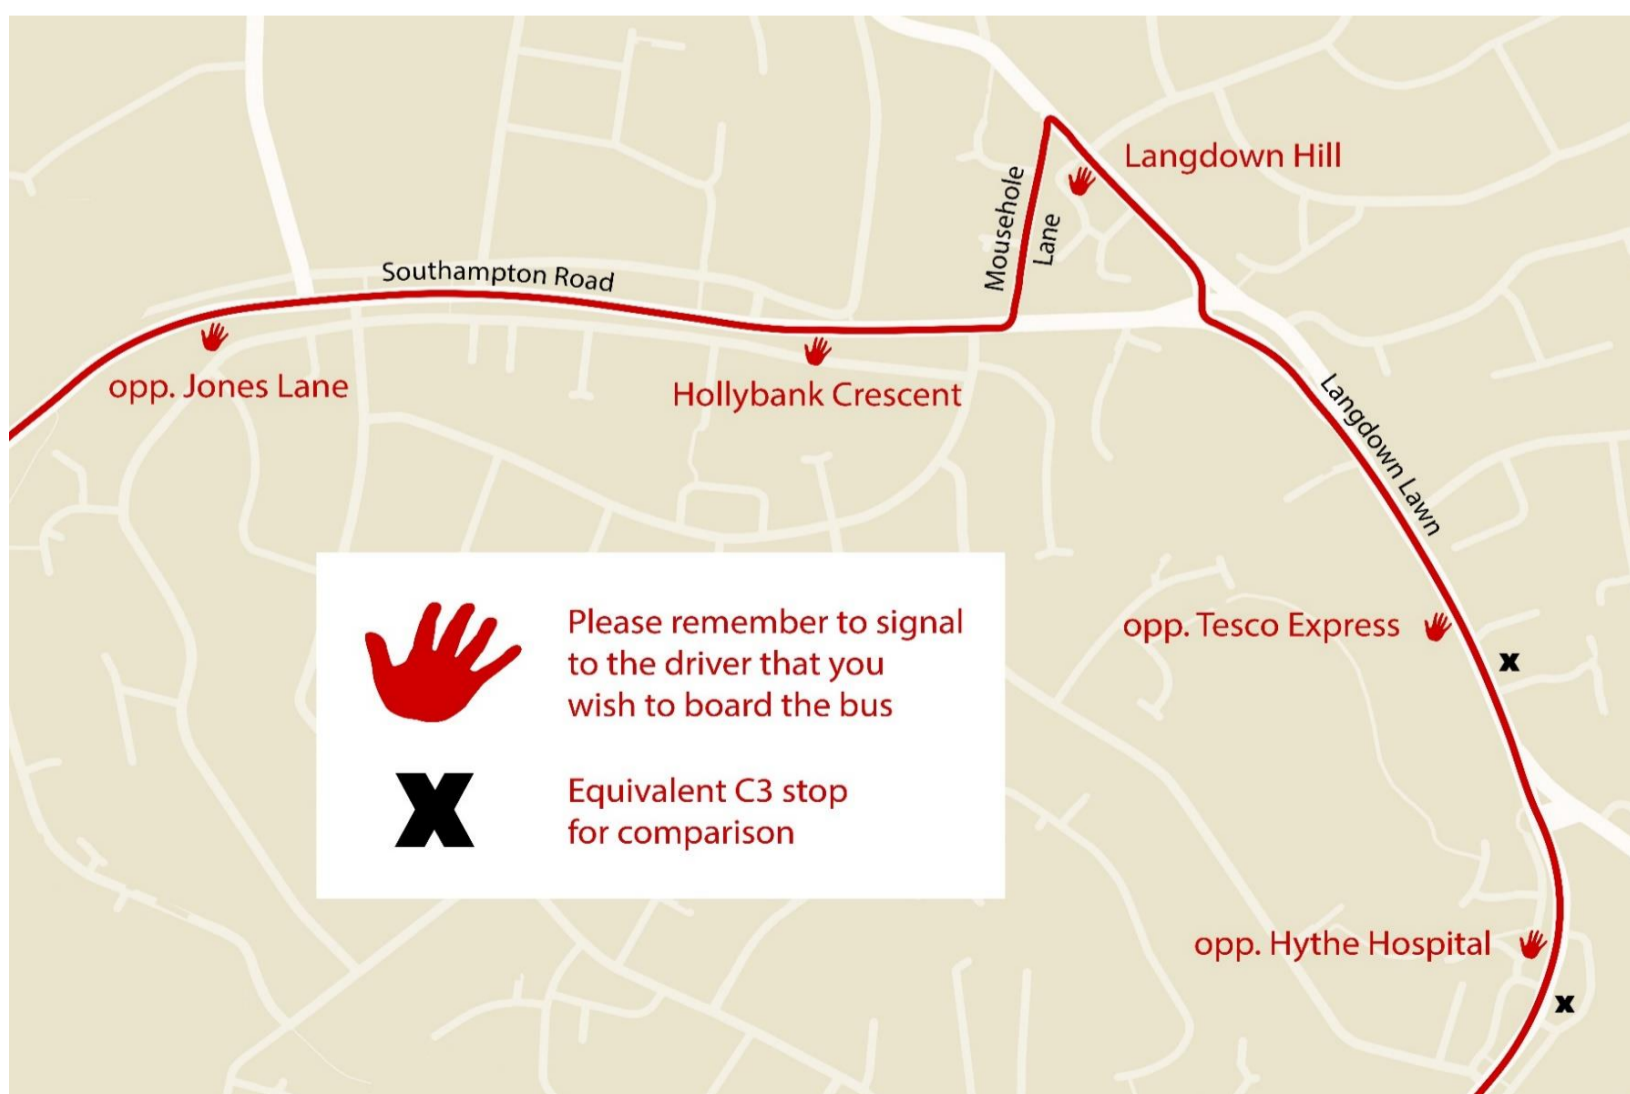 Langdown Hill
Mousehole
Lane
Southampton Road
opp. Jones Lane
Hollybank Crescent
Langdown Lawn
Please remember to signal
to the driver that you
wish to board the bus
opp. Tesco Express
X
X
Equivalent C3 stop
for comparison
opp. Hythe Hospital
X